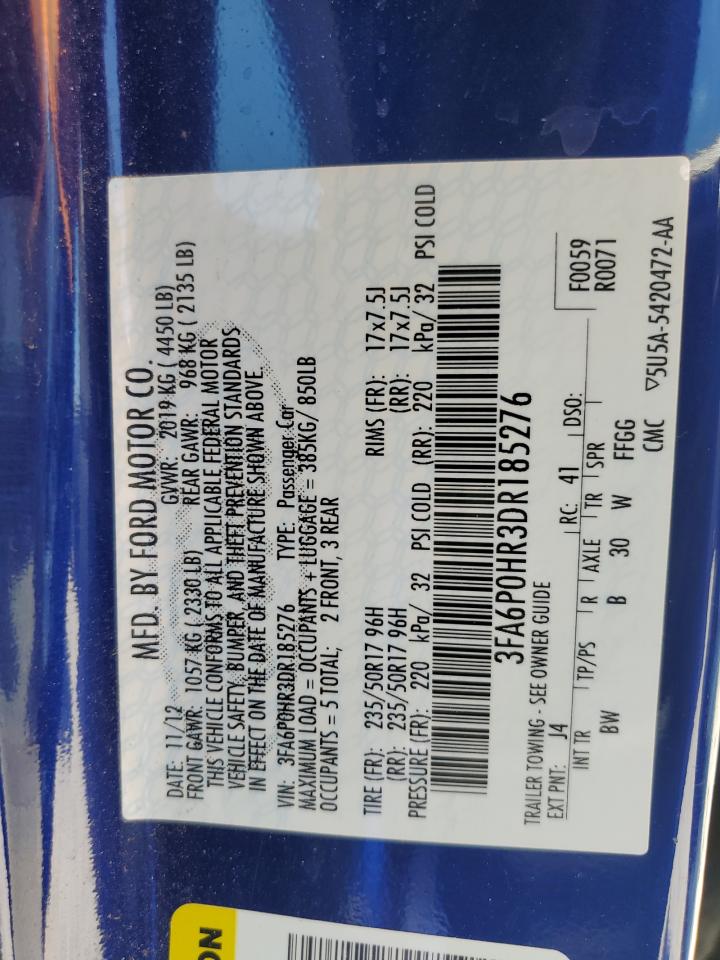 MFD. BY FORD MOTOR CO.
DATE: 11/12 GVWR: 2019 KG ( 4450 LB)
FRONT GAWR: 1057 KG ( 2330 LB) REAR GAWR: 968 KG ( 2135 LB)
THIS VEHICLE CONFORMS TO ALL APPLICABLE FEDERAL MOTOR
VEHICLE SAFETY, BUMPER, AND THEFT PREVENTION STANDARDS
IN EFFECT ON THE DATE OF MANUFACTURE SHOWN ABOVE.
VIN: 3FA6P0HR3DR185276 TYPE: Passenger Car
MAXIMUM LOAD = OCCUPANTS + LUGGAGE = 385KG/ 850LB
OCCUPANTS = 5 TOTAL; 2 FRONT, 3 REAR
TIRE (FR): 235/50R17 96H RIMS (FR): 17x7.5J
(RR): 235/50R17 96H (RR): 17x7.5J
PRESSURE (FR): 220 kPa/ 32 PSI COLD (RR): 220 kPa/ 32 PSI COLD
3FA6P0HR3DR185276
TRAILER TOWING - SEE OWNER GUIDE
F0059
EXT PNT: J4 RC: 41 DSO: R0071
INT TR TP/PS R AXLE TR SPR
BW B 30 W FFGG
CMC ▽5U5A-5420472-AA
ON